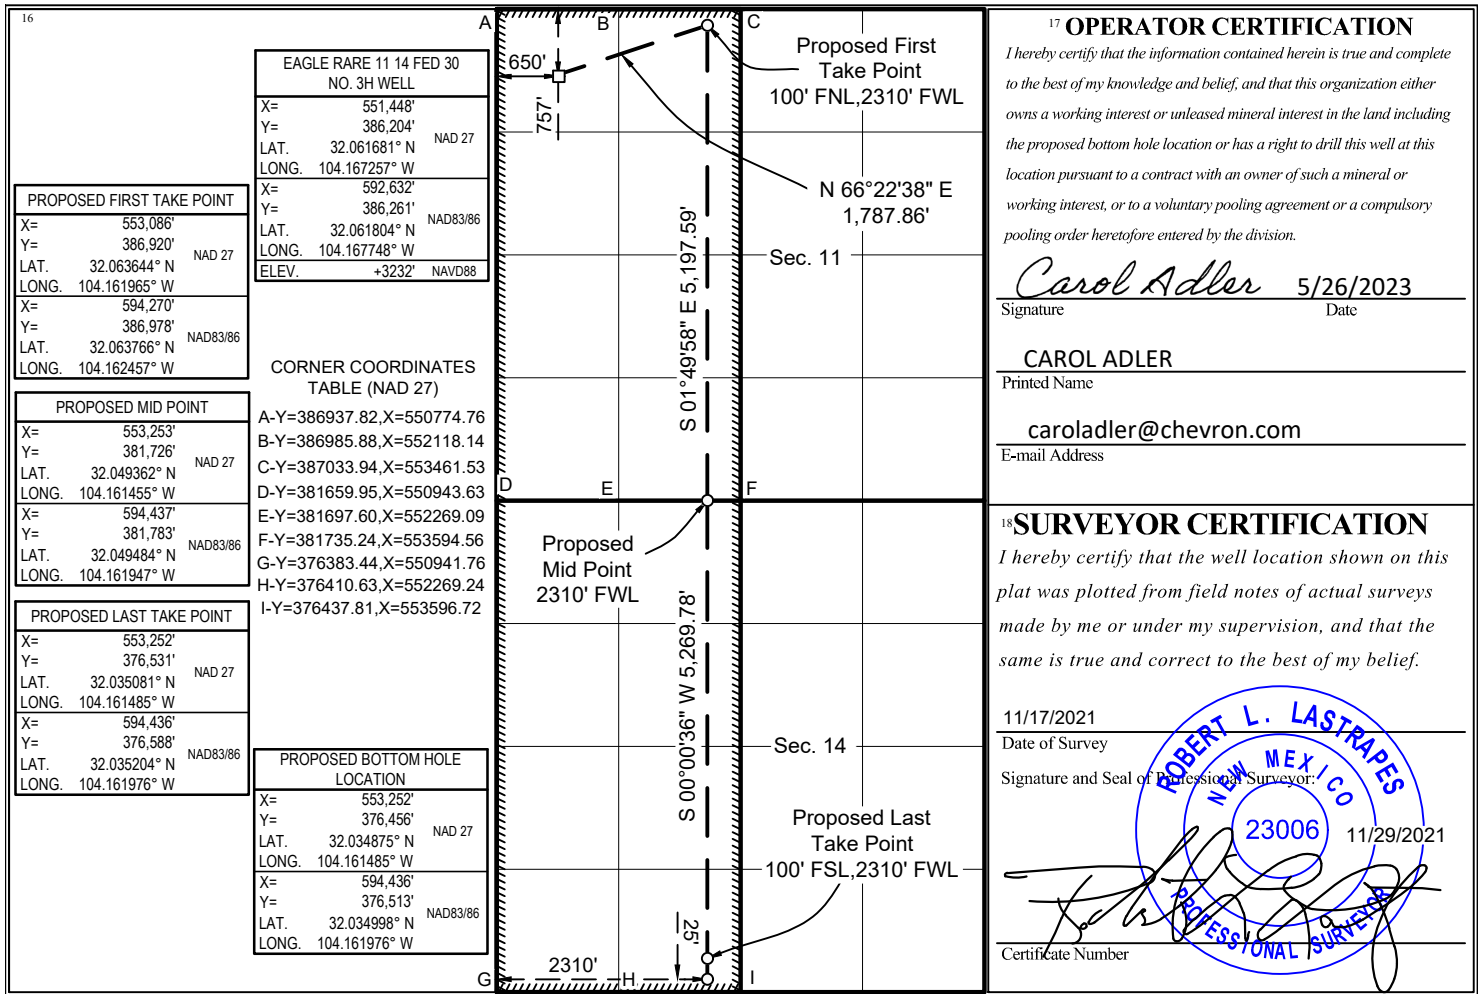 16
EAGLE RARE 11 14 FED 30
NO. 3H WELL
X= 551,448'
Y= 386,204'
LAT. 32.061681° N
LONG. 104.167257° W
NAD 27
X= 592,632'
Y= 386,261'
LAT. 32.061804° N
LONG. 104.167748° W
NAD83/86
ELEV. +3232' NAVD88
PROPOSED FIRST TAKE POINT
X= 553,086'
Y= 386,920'
LAT. 32.063644° N
LONG. 104.161965° W
NAD 27
X= 594,270'
Y= 386,978'
LAT. 32.063766° N
LONG. 104.162457° W
NAD83/86
PROPOSED MID POINT
X= 553,253'
Y= 381,726'
LAT. 32.049362° N
LONG. 104.161455° W
NAD 27
X= 594,437'
Y= 381,783'
LAT. 32.049484° N
LONG. 104.161947° W
NAD83/86
PROPOSED LAST TAKE POINT
X= 553,252'
Y= 376,531'
LAT. 32.035081° N
LONG. 104.161485° W
NAD 27
X= 594,436'
Y= 376,588'
LAT. 32.035204° N
LONG. 104.161976° W
NAD83/86
CORNER COORDINATES
TABLE (NAD 27)
A-Y=386937.82,X=550774.76
B-Y=386985.88,X=552118.14
C-Y=387033.94,X=553461.53
D-Y=381659.95,X=550943.63
E-Y=381697.60,X=552269.09
F-Y=381735.24,X=553594.56
G-Y=376383.44,X=550941.76
H-Y=376410.63,X=552269.24
I-Y=376437.81,X=553596.72
PROPOSED BOTTOM HOLE
LOCATION
X= 553,252'
Y= 376,456'
LAT. 32.034875° N
LONG. 104.161485° W
NAD 27
X= 594,436'
Y= 376,513'
LAT. 32.034998° N
LONG. 104.161976° W
NAD83/86
A
B
C
650'
757'
Proposed First
Take Point
100' FNL,2310' FWL
N 66°22'38" E
1,787.86'
S 01°49'58" E 5,197.59'
Sec. 11
D
E
F
Proposed
Mid Point
2310' FWL
S 00°00'36" W 5,269.78'
Sec. 14
Proposed Last
Take Point
100' FSL,2310' FWL
25'
2310'
G
H
I
17 OPERATOR CERTIFICATION
I hereby certify that the information contained herein is true and complete
to the best of my knowledge and belief, and that this organization either
owns a working interest or unleased mineral interest in the land including
the proposed bottom hole location or has a right to drill this well at this
location pursuant to a contract with an owner of such a mineral or
working interest, or to a voluntary pooling agreement or a compulsory
pooling order heretofore entered by the division.
Carol Adler 5/26/2023
Signature Date
CAROL ADLER
Printed Name
caroladler@chevron.com
E-mail Address
18 SURVEYOR CERTIFICATION
I hereby certify that the well location shown on this
plat was plotted from field notes of actual surveys
made by me or under my supervision, and that the
same is true and correct to the best of my belief.
11/17/2021
Date of Survey
Signature and Seal of Professional Surveyor:
ROBERT L. LASTRAPES
NEW MEXICO
23006
PROFESSIONAL SURVEYOR
11/29/2021
Certificate Number